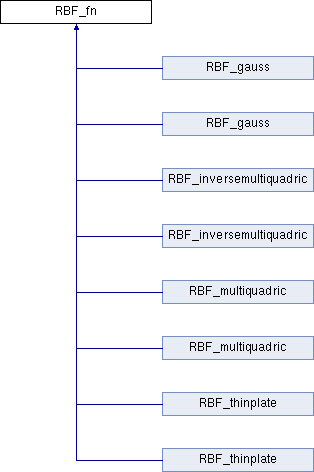 RBF_fn
RBF_gauss
RBF_gauss
RBF_inversemultiquadric
RBF_inversemultiquadric
RBF_multiquadric
RBF_multiquadric
RBF_thinplate
RBF_thinplate